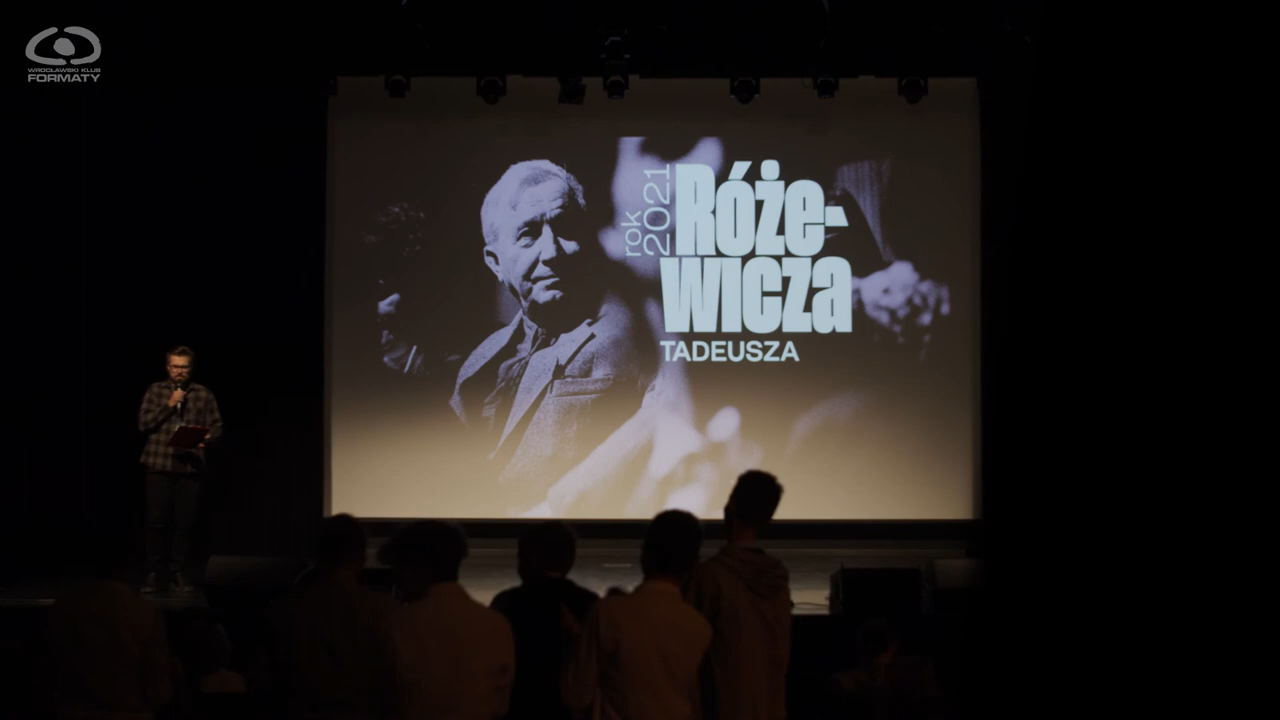 WROCŁAWSKI KLUB
FORMATY
rok
2021
Róże-
wicza
TADEUSZA